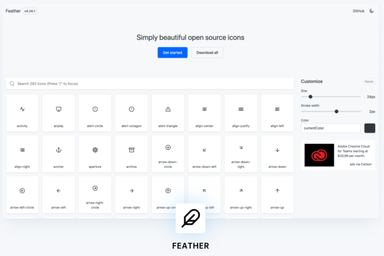 Feather v4.29.1 GitHub
Simply beautiful open source icons
Get started Download all
Search 282 icons (Press "/" to focus)
Customize Reset
Size 24px
Stroke width 2px
Color
currentColor
Adobe Creative Cloud
for Teams starting at
$33.99 per month.
ads via Carbon
activity airplay alert-circle alert-octagon alert-triangle align-center align-justify align-left
align-right anchor aperture archive arrow-down-circle arrow-down-left arrow-down-right arrow-down
arrow-left-circle arrow-left arrow-right-circle arrow-right arrow-up-left arrow-up-right arrow-up
FEATHER